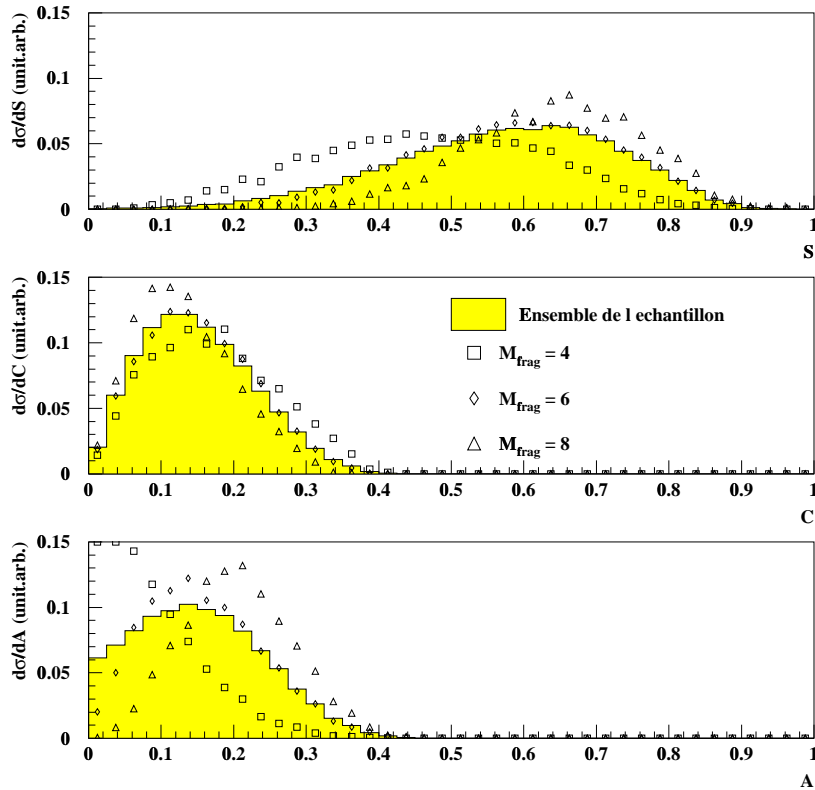 dσ/dS (unit.arb.)
0.15
0.1
0.05
0
0 0.1 0.2 0.3 0.4 0.5 0.6 0.7 0.8 0.9 1
S
dσ/dC (unit.arb.)
0.15
0.1
0.05
0
Ensemble de l echantillon
M_frag = 4
M_frag = 6
M_frag = 8
0 0.1 0.2 0.3 0.4 0.5 0.6 0.7 0.8 0.9 1
C
dσ/dA (unit.arb.)
0.15
0.1
0.05
0
0 0.1 0.2 0.3 0.4 0.5 0.6 0.7 0.8 0.9 1
A